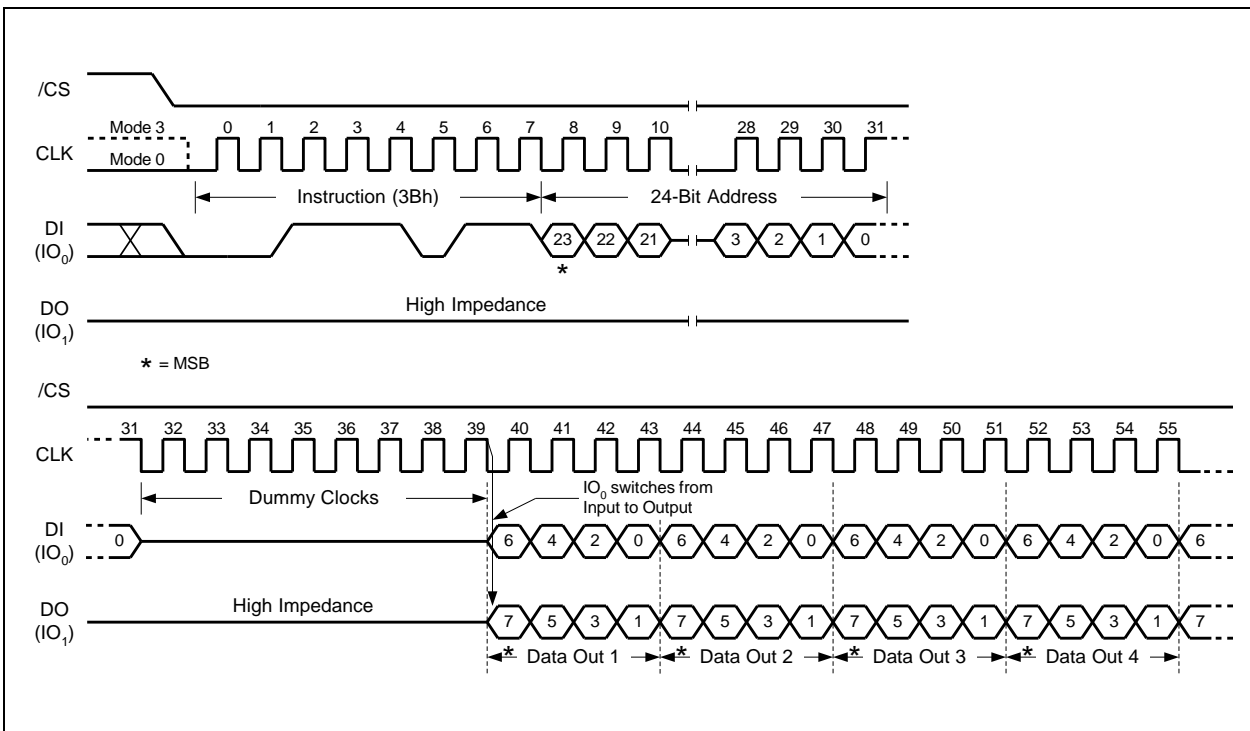 /CS
Mode 3 0 1 2 3 4 5 6 7 8 9 10 28 29 30 31
CLK
Mode 0
Instruction (3Bh) 24-Bit Address
DI
(IO0) 23 22 21 3 2 1 0
*
High Impedance
DO
(IO1)
* = MSB
/CS
31 32 33 34 35 36 37 38 39 40 41 42 43 44 45 46 47 48 49 50 51 52 53 54 55
CLK
Dummy Clocks
IO0 switches from
Input to Output
DI
(IO0) 0 6 4 2 0 6 4 2 0 6 4 2 0 6 4 2 0 6
High Impedance
DO
(IO1) 7 5 3 1 7 5 3 1 7 5 3 1 7 5 3 1 7
* Data Out 1 * Data Out 2 * Data Out 3 * Data Out 4